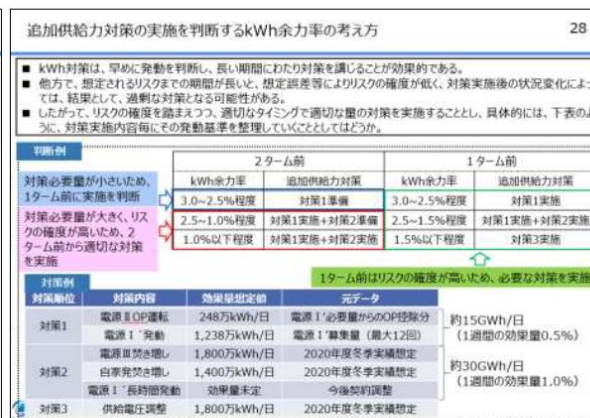 追加供給力対策の実施を判断するkWh余力率の考え方
28
■ kWh対策は、早めに発動を判断し、長い期間にわたり対策を講じることが効果的である。
■ 他方で、想定されるリスクまでの期間が長いと、想定誤差等によりリスクの確度が低く、対策実施後の状況変化によっ
ては、結果として、過剰な対策となる可能性がある。
■ したがって、リスクの確度を踏まえつつ、適切なタイミングで適切な量の対策を実施することとし、具体的には、下表のよ
うに、対策実施内容毎にその発動基準を整理していくこととしてはどうか。
判断例
2ターム前 1ターム前
kWh余力率 追加供給力対策 kWh余力率 追加供給力対策
対策必要量が小さいため、
1ターム前に実施を判断
3.0~2.5%程度 対策1準備 3.0~2.5%程度 対策1実施
対策必要量が大きく、リス
クの確度が高いため、2
ターム前から適切な対策
を実施
2.5~1.0%程度 対策1実施+対策2準備 2.5~1.5%程度 対策1実施+対策2実施
1.0%以下程度 対策1実施+対策2実施 1.5%以下程度 対策3実施
1ターム前はリスクの確度が高いため、必要な対策を実施
対策例
対策順位 対策内容 効果量想定値 元データ
対策1 電源ⅡOP運転 248万kWh/日 電源Ⅰ'必要量からのOP控除分
電源Ⅰ'発動 1,238万kWh/日 電源Ⅰ'募集量(最大12回)
約15GWh/日
(1週間の効果量0.5%)
対策2 電源Ⅲ焚き増し 1,800万kWh/日 2020年度冬季実績想定
自家発焚き増し 1,400万kWh/日 2020年度冬季実績想定
電源Ⅰ'長時間発動 効果量未定 今後契約調整
約30GWh/日
(1週間の効果量1.0%)
対策3 供給電圧調整 1,800万kWh/日 2020年度冬季実績想定